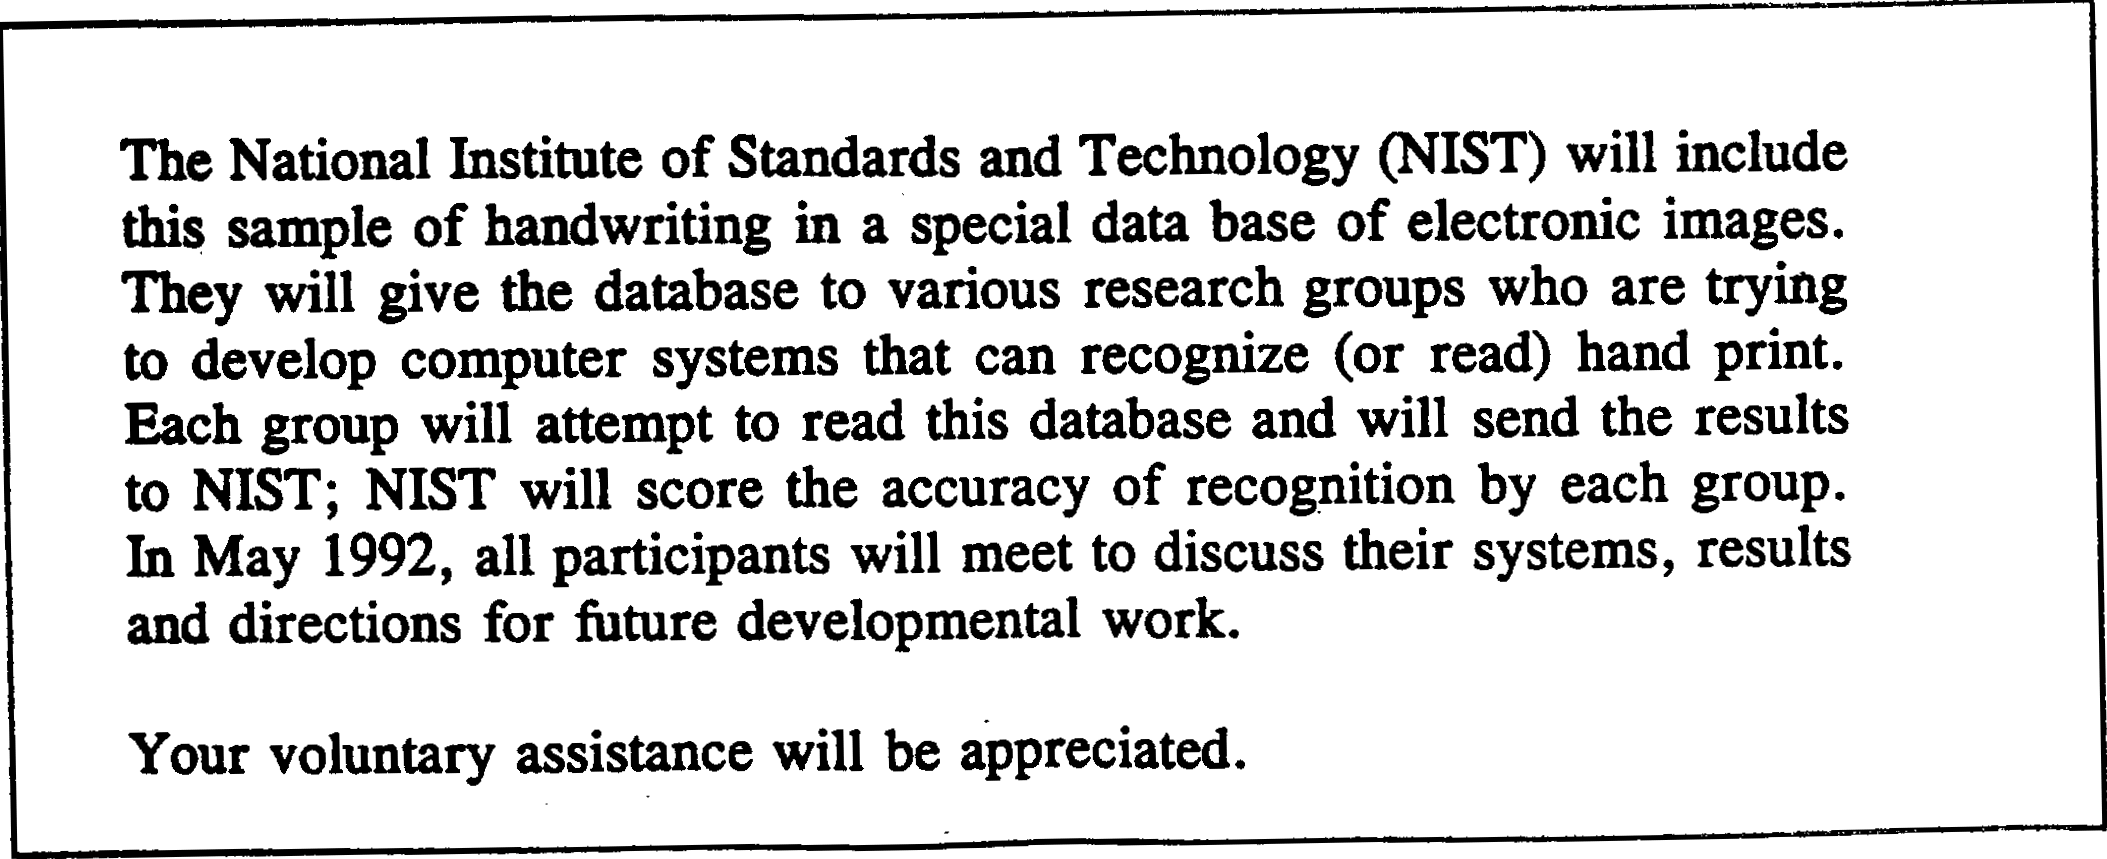 The National Institute of Standards and Technology (NIST) will include
this sample of handwriting in a special data base of electronic images.
They will give the database to various research groups who are trying
to develop computer systems that can recognize (or read) hand print.
Each group will attempt to read this database and will send the results
to NIST; NIST will score the accuracy of recognition by each group.
In May 1992, all participants will meet to discuss their systems, results
and directions for future developmental work.
Your voluntary assistance will be appreciated.